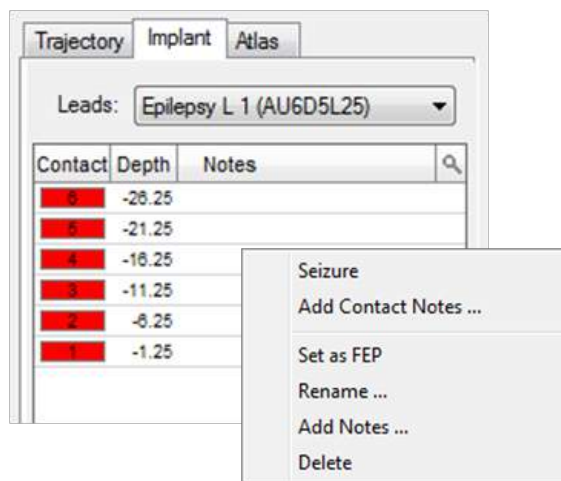 Trajectory Implant Atlas
Leads: Epilepsy L 1 (AU6D5L25)
Contact Depth Notes
6 -26.25
5 -21.25
4 -16.25
3 -11.25
2 -6.25
1 -1.25
Seizure
Add Contact Notes ...
Set as FEP
Rename ...
Add Notes ...
Delete